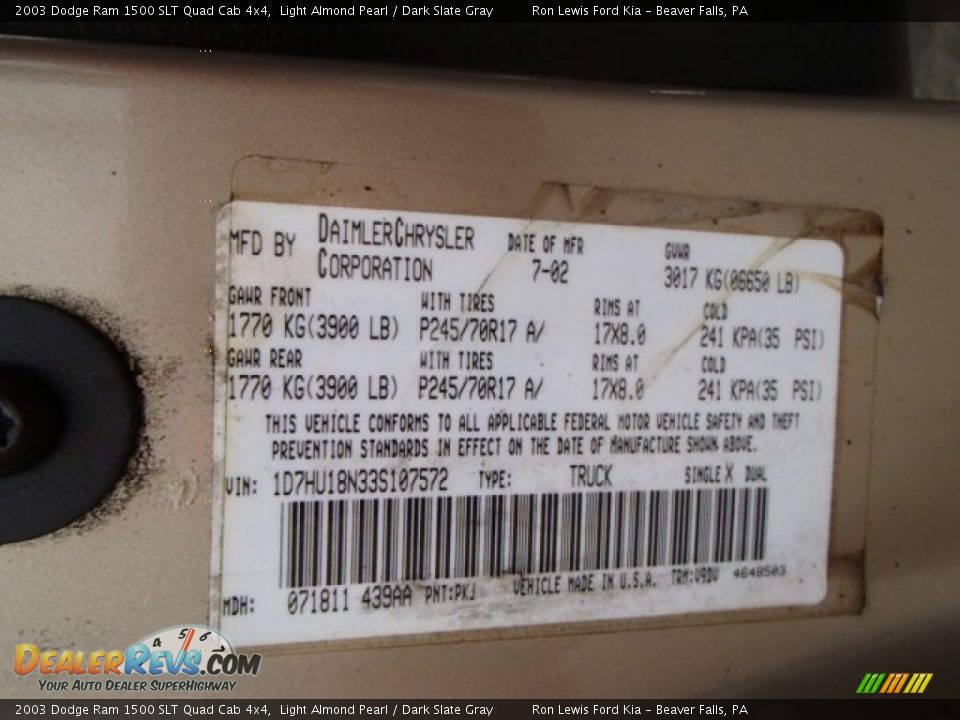 2003 Dodge Ram 1500 SLT Quad Cab 4x4, Light Almond Pearl / Dark Slate Gray Ron Lewis Ford Kia - Beaver Falls, PA
MFD BY DAIMLERCHRYSLER CORPORATION DATE OF MFR 7-02 GVWR 3017 KG(06650 LB)
GAWR FRONT WITH TIRES RIMS AT COLD
1770 KG(3900 LB) P245/70R17 A/ 17X8.0 241 KPA(35 PSI)
GAWR REAR WITH TIRES RIMS AT COLD
1770 KG(3900 LB) P245/70R17 A/ 17X8.0 241 KPA(35 PSI)
THIS VEHICLE CONFORMS TO ALL APPLICABLE FEDERAL MOTOR VEHICLE SAFETY AND THEFT
PREVENTION STANDARDS IN EFFECT ON THE DATE OF MANUFACTURE SHOWN ABOVE.
VIN: 1D7HU18N33S107572 TYPE: TRUCK SINGLE X DUAL
MDH: 071811 439AA PNT:PKJ VEHICLE MADE IN U.S.A. TRM:U9DV 4648503
4 5 6 7
DEALERREVS.COM
YOUR AUTO DEALER SUPERHIGHWAY
2003 Dodge Ram 1500 SLT Quad Cab 4x4, Light Almond Pearl / Dark Slate Gray Ron Lewis Ford Kia - Beaver Falls, PA